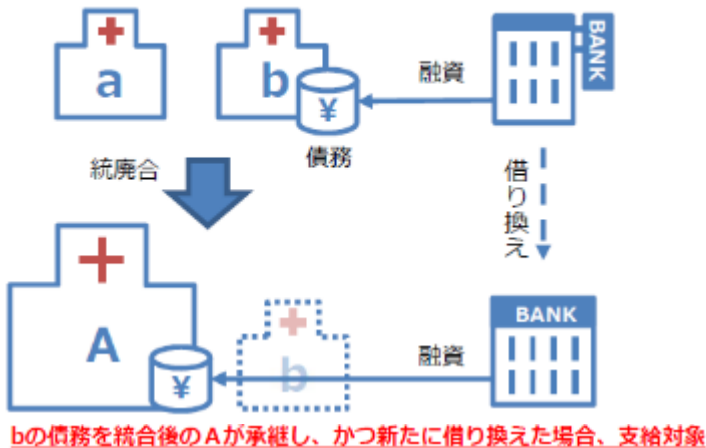 a
b
BANK
融資
¥
債務
統廃合
借り換え
A
BANK
b
融資
¥
bの債務を統合後のAが承継し、かつ新たに借り換えた場合、支給対象